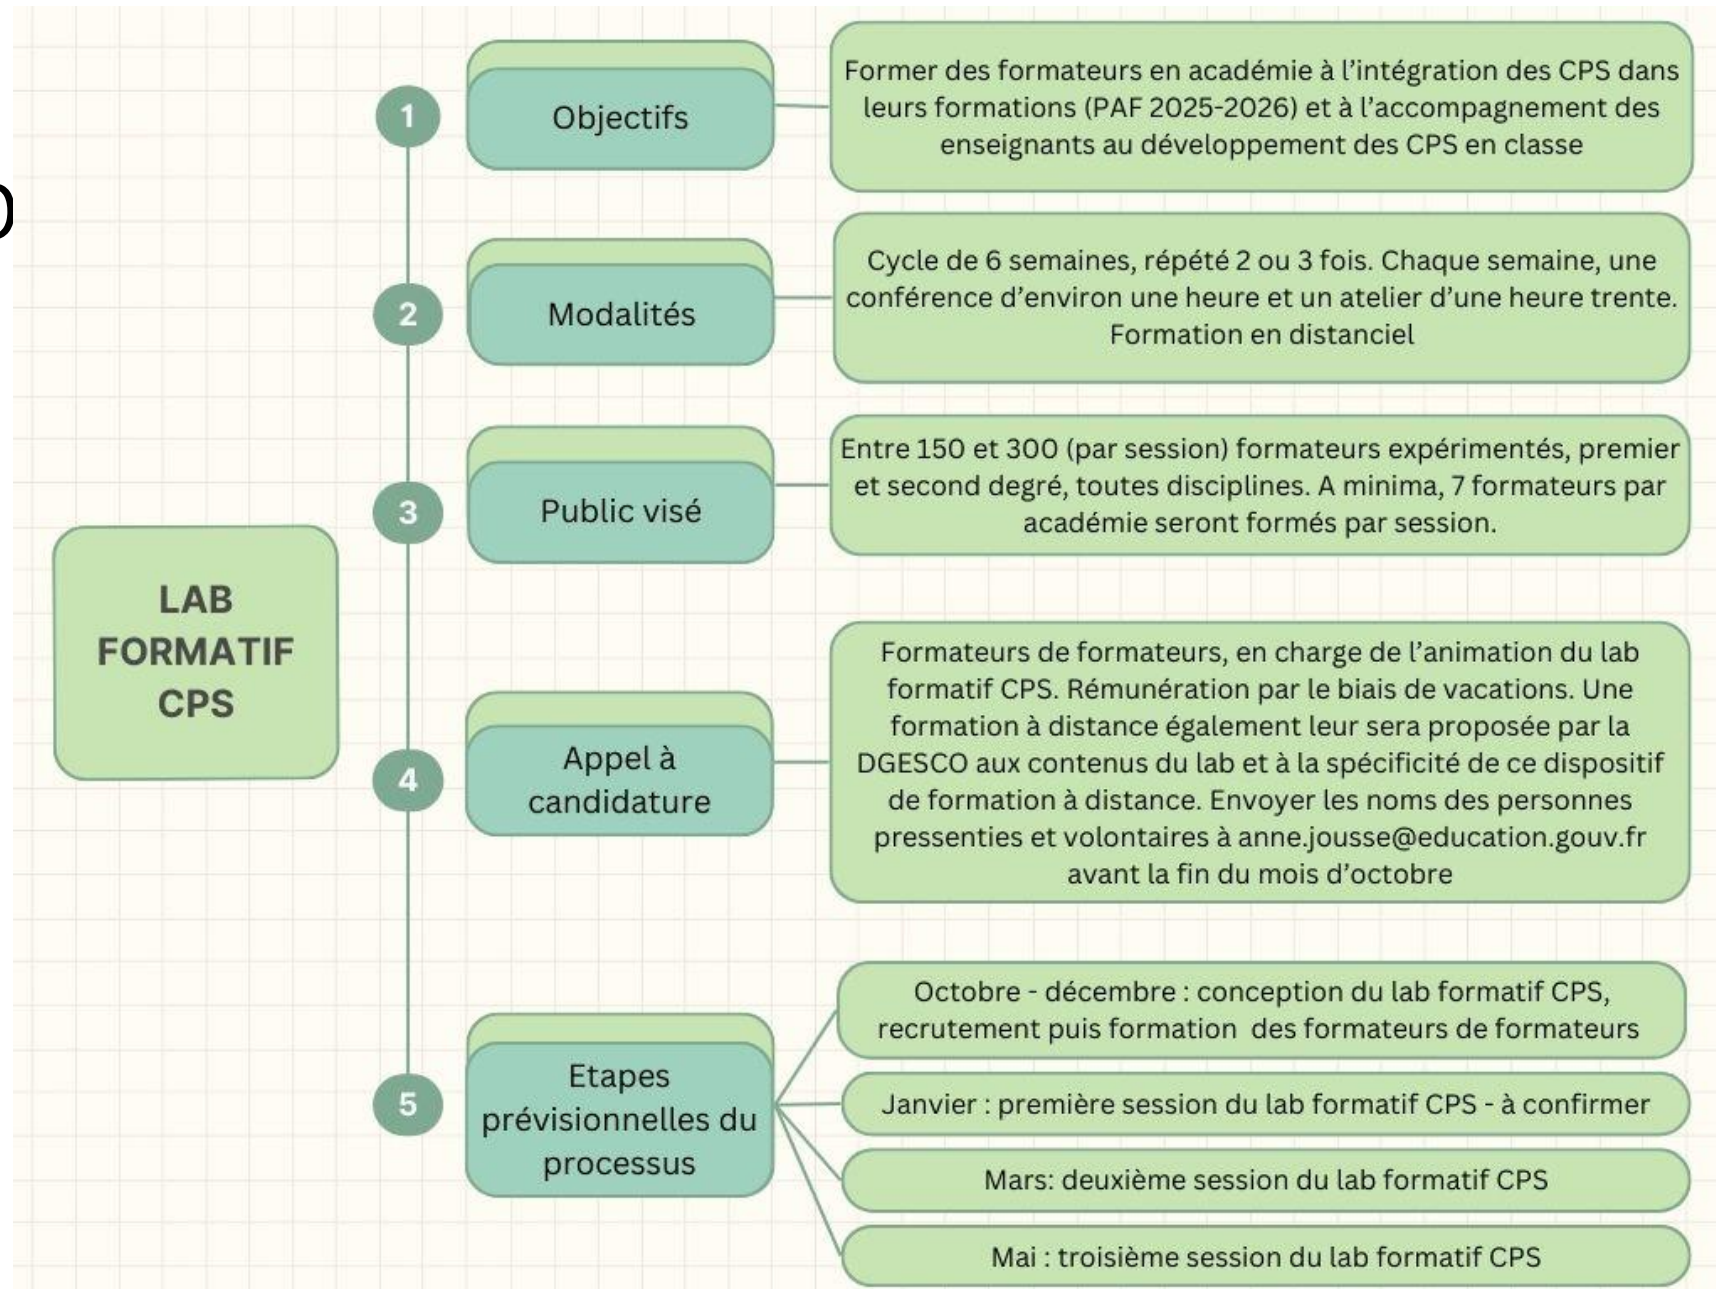 LAB
FORMATIF
CPS
1
Objectifs
Former des formateurs en académie à l'intégration des CPS dans
leurs formations (PAF 2025-2026) et à l'accompagnement des
enseignants au développement des CPS en classe
2
Modalités
Cycle de 6 semaines, répété 2 ou 3 fois. Chaque semaine, une
conférence d'environ une heure et un atelier d'une heure trente.
Formation en distanciel
3
Public visé
Entre 150 et 300 (par session) formateurs expérimentés, premier
et second degré, toutes disciplines. A minima, 7 formateurs par
académie seront formés par session.
4
Appel à
candidature
Formateurs de formateurs, en charge de l'animation du lab
formatif CPS. Rémunération par le biais de vacations. Une
formation à distance également leur sera proposée par la
DGESCO aux contenus du lab et à la spécificité de ce dispositif
de formation à distance. Envoyer les noms des personnes
pressenties et volontaires à anne.jousse@education.gouv.fr
avant la fin du mois d'octobre
5
Etapes
prévisionnelles du
processus
Octobre - décembre : conception du lab formatif CPS,
recrutement puis formation  des formateurs de formateurs
Janvier : première session du lab formatif CPS - à confirmer
Mars: deuxième session du lab formatif CPS
Mai : troisième session du lab formatif CPS